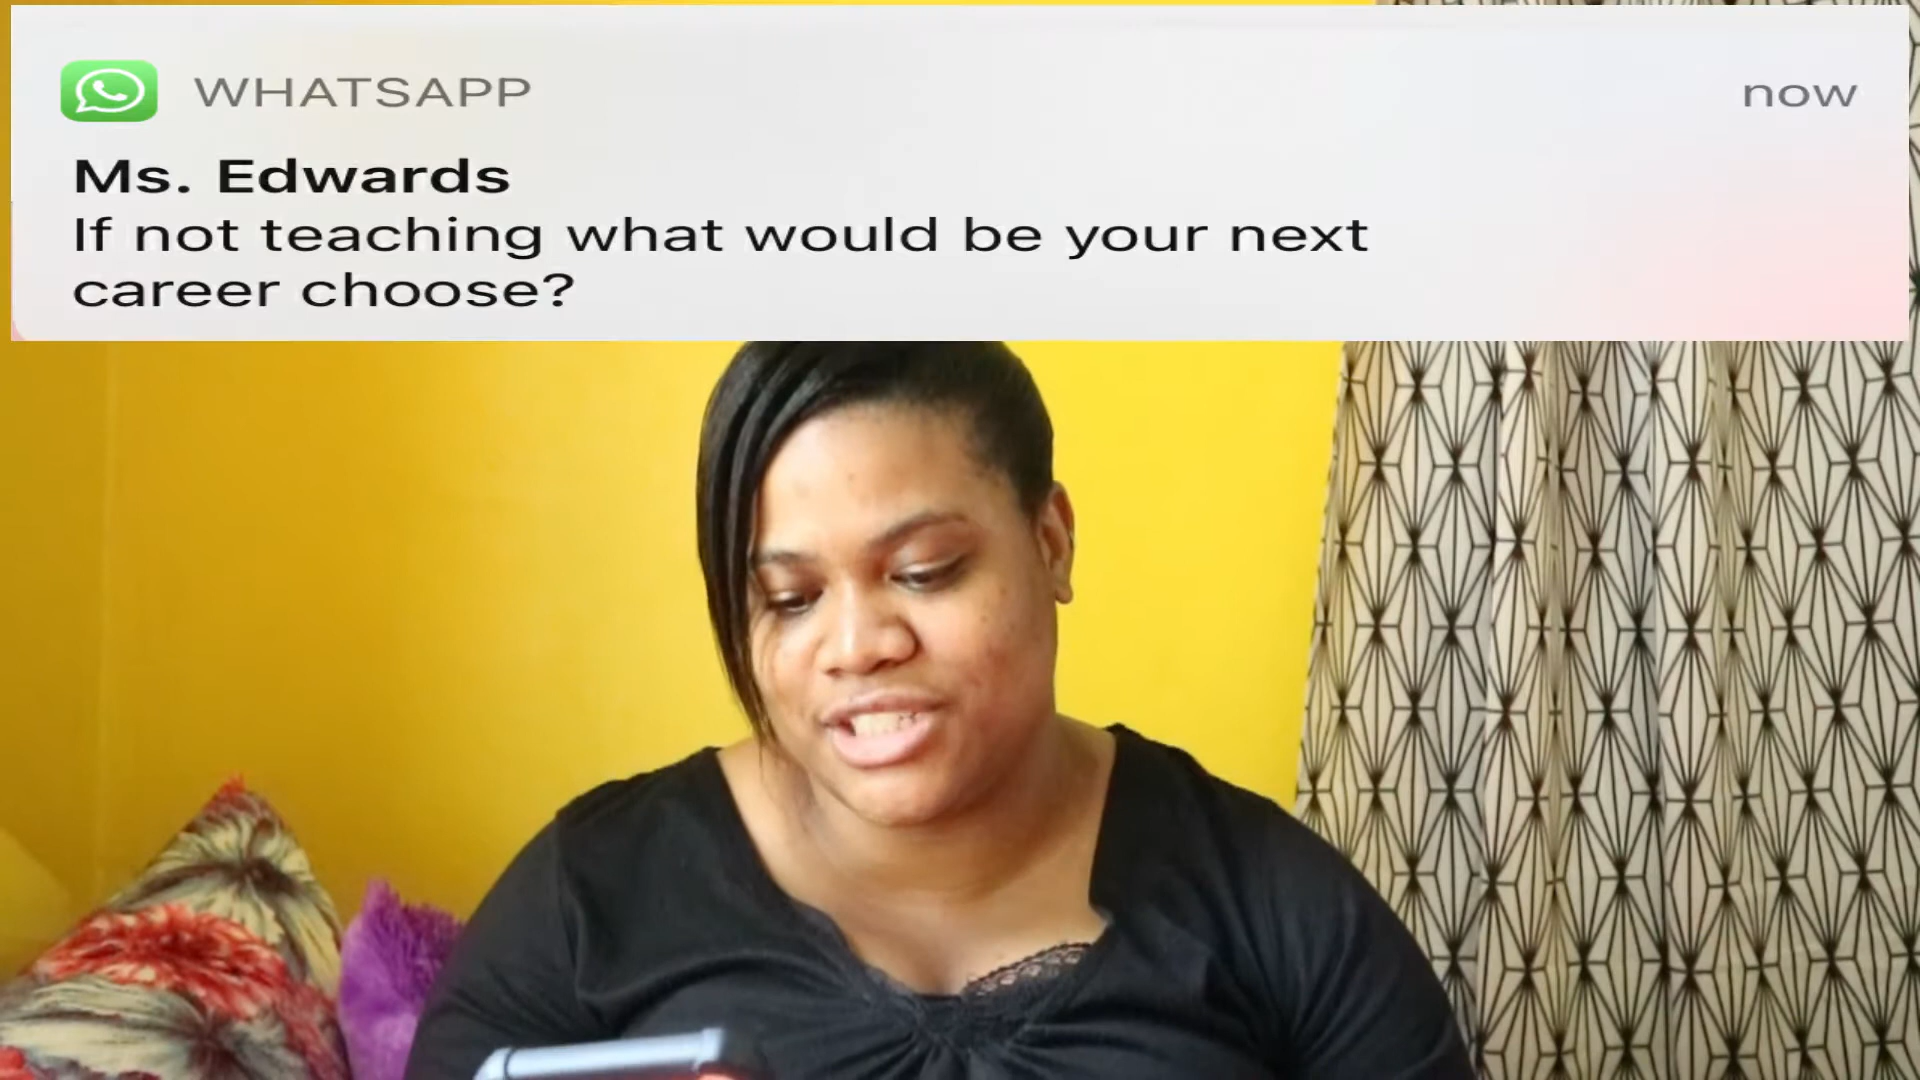 WHATSAPP
now
Ms. Edwards
If not teaching what would be your next
career choose?